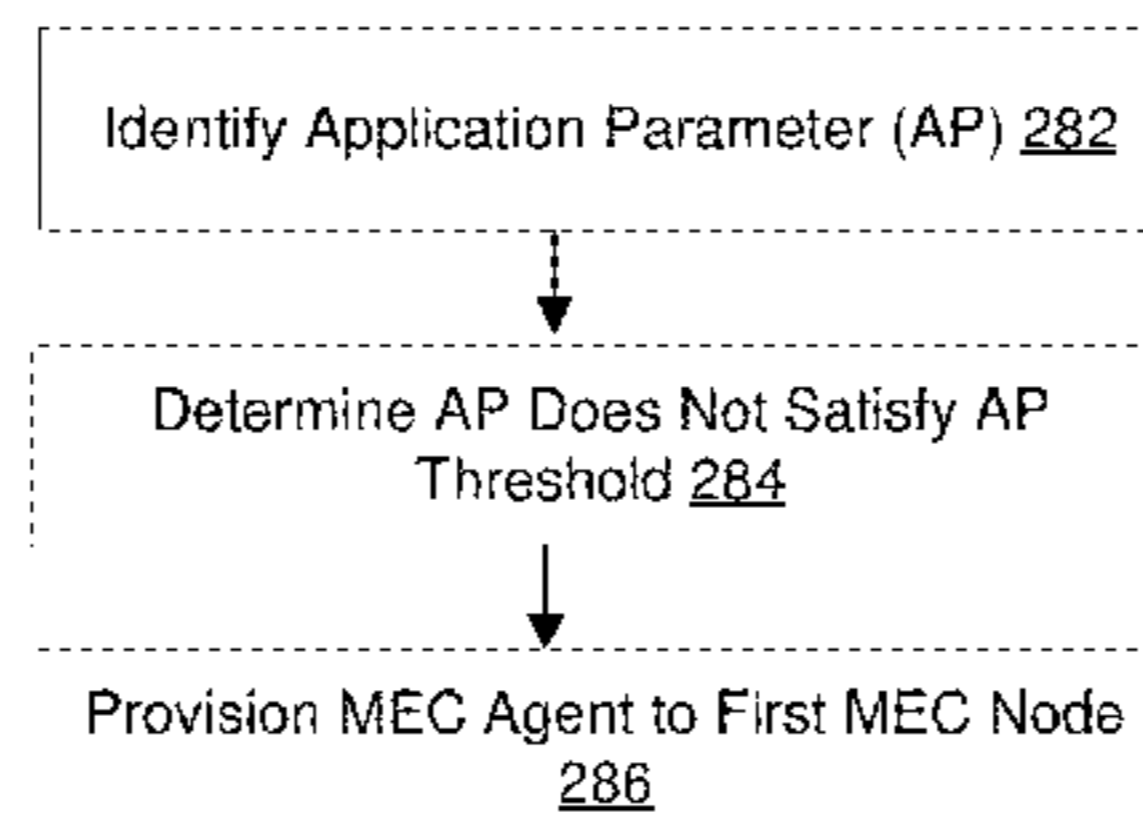 Identify Application Parameter (AP) 282
Determine AP Does Not Satisfy AP
Threshold 284
Provision MEC Agent to First MEC Node
286